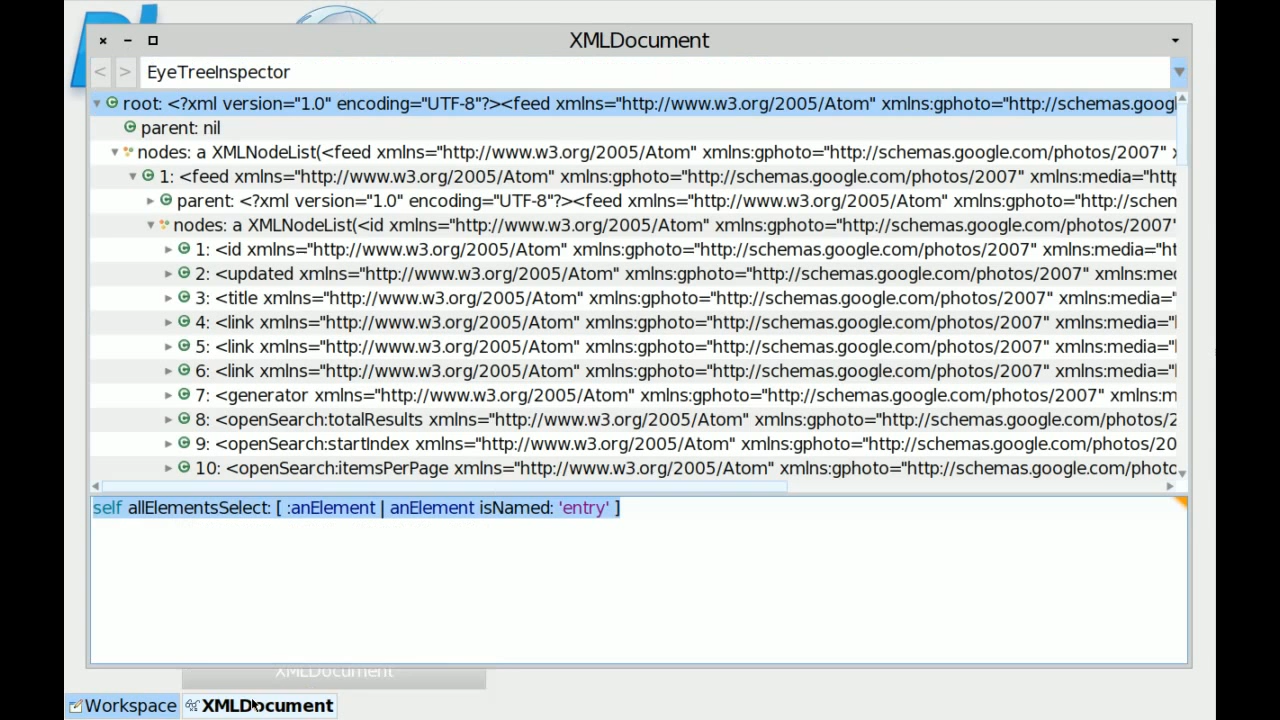 XMLDocument
< > EyeTreeInspector
root: <?xml version="1.0" encoding="UTF-8"?><feed xmlns="http://www.w3.org/2005/Atom" xmlns:gphoto="http://schemas.goog
parent: nil
nodes: a XMLNodeList(<feed xmlns="http://www.w3.org/2005/Atom" xmlns:gphoto="http://schemas.google.com/photos/2007" x
1: <feed xmlns="http://www.w3.org/2005/Atom" xmlns:gphoto="http://schemas.google.com/photos/2007" xmlns:media="http
parent: <?xml version="1.0" encoding="UTF-8"?><feed xmlns="http://www.w3.org/2005/Atom" xmlns:gphoto="http://schem
nodes: a XMLNodeList(<id xmlns="http://www.w3.org/2005/Atom" xmlns:gphoto="http://schemas.google.com/photos/2007"
1: <id xmlns="http://www.w3.org/2005/Atom" xmlns:gphoto="http://schemas.google.com/photos/2007" xmlns:media="ht
2: <updated xmlns="http://www.w3.org/2005/Atom" xmlns:gphoto="http://schemas.google.com/photos/2007" xmlns:med
3: <title xmlns="http://www.w3.org/2005/Atom" xmlns:gphoto="http://schemas.google.com/photos/2007" xmlns:media="
4: <link xmlns="http://www.w3.org/2005/Atom" xmlns:gphoto="http://schemas.google.com/photos/2007" xmlns:media="
5: <link xmlns="http://www.w3.org/2005/Atom" xmlns:gphoto="http://schemas.google.com/photos/2007" xmlns:media="
6: <link xmlns="http://www.w3.org/2005/Atom" xmlns:gphoto="http://schemas.google.com/photos/2007" xmlns:media="
7: <generator xmlns="http://www.w3.org/2005/Atom" xmlns:gphoto="http://schemas.google.com/photos/2007" xmlns:m
8: <openSearch:totalResults xmlns="http://www.w3.org/2005/Atom" xmlns:gphoto="http://schemas.google.com/photos/2
9: <openSearch:startIndex xmlns="http://www.w3.org/2005/Atom" xmlns:gphoto="http://schemas.google.com/photos/20
10: <openSearch:itemsPerPage xmlns="http://www.w3.org/2005/Atom" xmlns:gphoto="http://schemas.google.com/photo
self allElementsSelect: [ :anElement | anElement isNamed: 'entry' ]
XMLDocument
Workspace XMLDocument